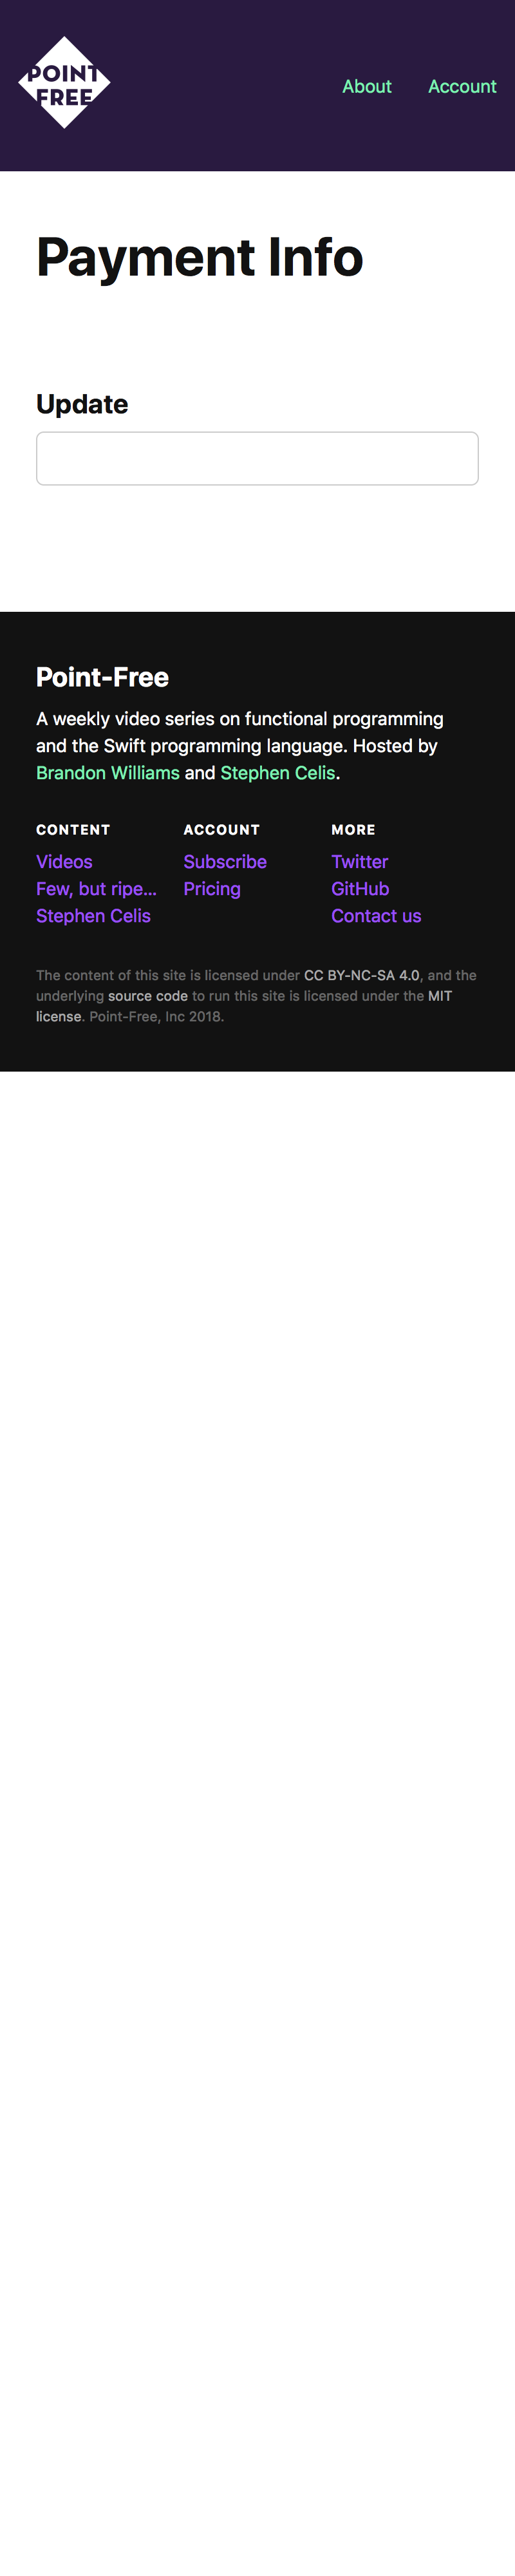 POINT
FREE
About Account
Payment Info
Update
Point-Free
A weekly video series on functional programming
and the Swift programming language. Hosted by
Brandon Williams and Stephen Celis.
CONTENT
Videos
Few, but ripe...
Stephen Celis
ACCOUNT
Subscribe
Pricing
MORE
Twitter
GitHub
Contact us
The content of this site is licensed under CC BY-NC-SA 4.0, and the
underlying source code to run this site is licensed under the MIT
license. Point-Free, Inc 2018.